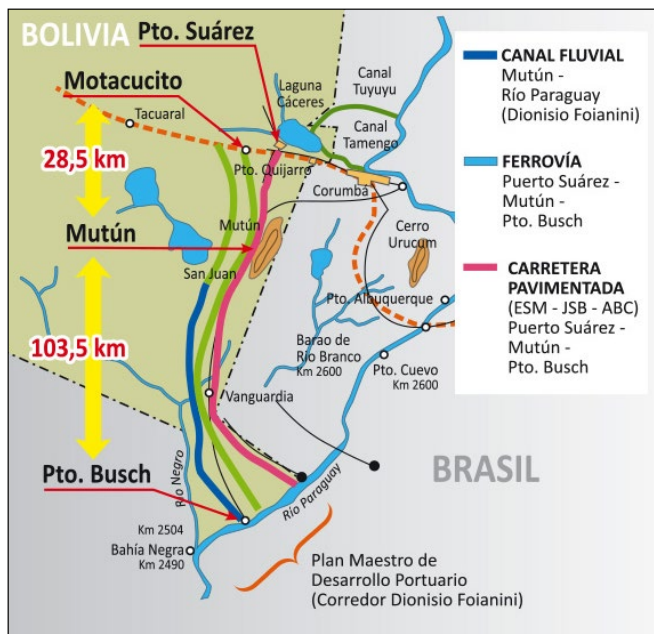 BOLIVIA
Pto. Suárez
Motacucito
Laguna
Cáceres
Canal
Tuyuyu
Tacuaral
Canal
Tamengo
28,5 km
Pto. Quijarro
Corumbá
Mutún
Mutún
Cerro
Urucum
San Juan
Pto. Albuquerque
103,5 km
Barao de
Río Branco
Km 2600
Pto. Cuevo
Km 2600
Vanguardia
Pto. Busch
Río Negro
Río Paraguay
BRASIL
Km 2504
Bahía Negra
Km 2490
Plan Maestro de
Desarrollo Portuario
(Corredor Dionisio Foianini)
CANAL FLUVIAL
Mutún -
Río Paraguay
(Dionisio Foianini)
FERROVÍA
Puerto Suárez -
Mutún -
Pto. Busch
CARRETERA
PAVIMENTADA
(ESM - JSB - ABC)
Puerto Suárez -
Mutún -
Pto. Busch